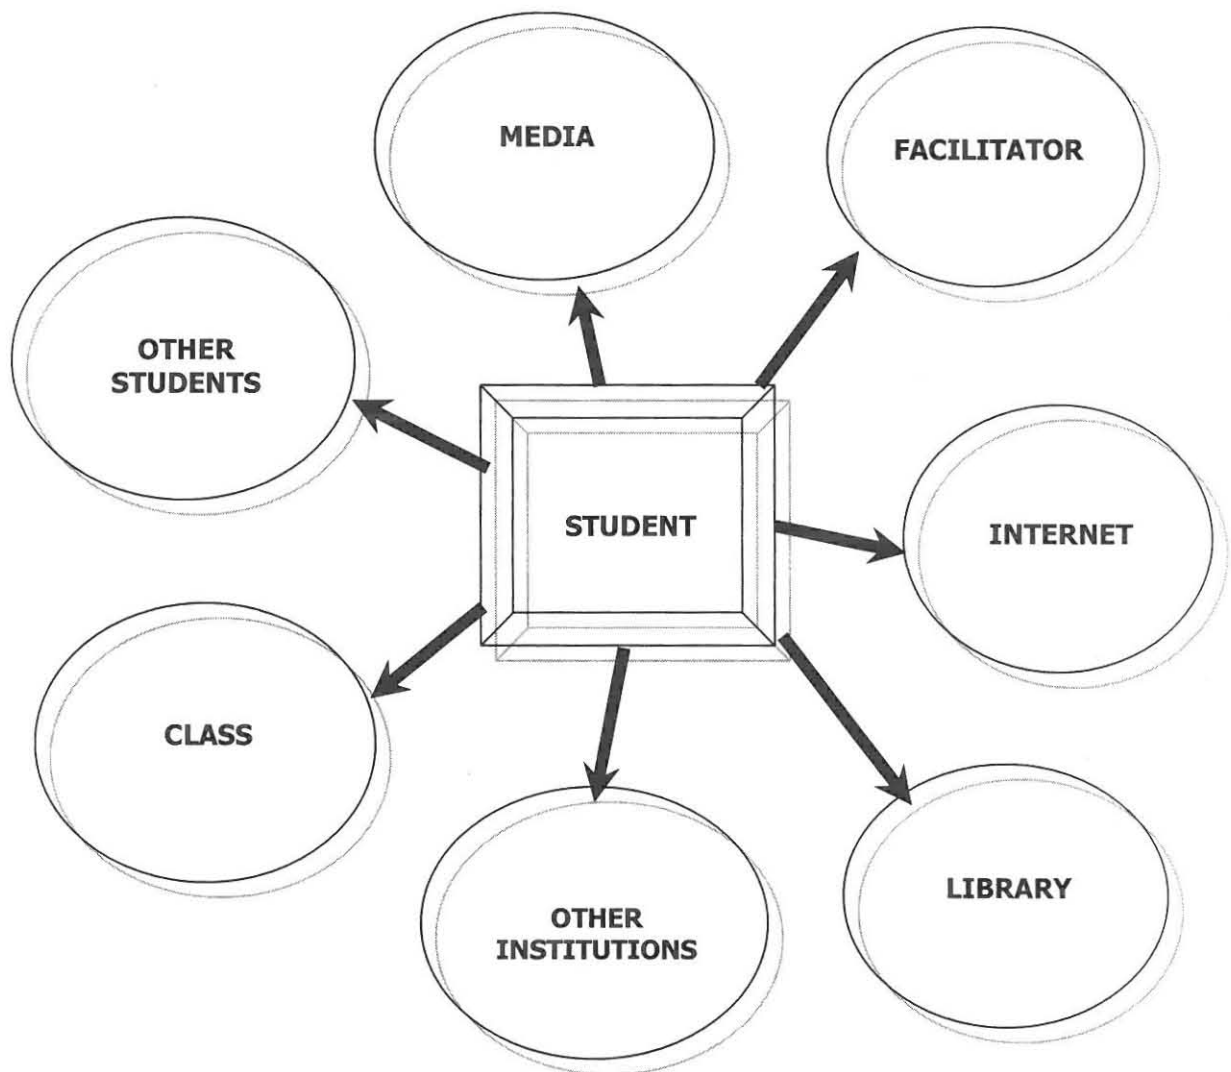 MEDIA
FACILITATOR
OTHER
STUDENTS
STUDENT
INTERNET
CLASS
LIBRARY
OTHER
INSTITUTIONS